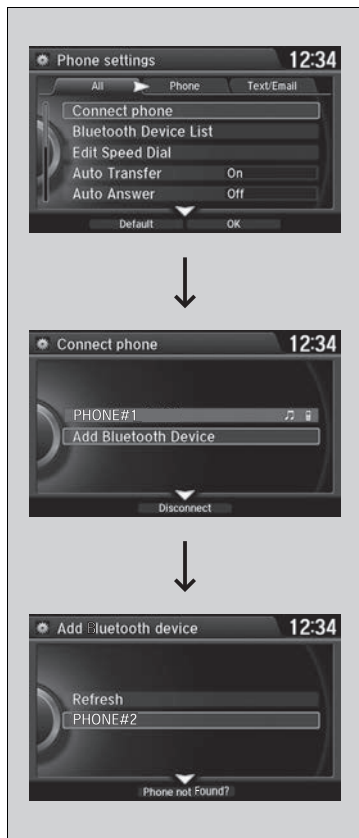 Phone settings 12:34
All Phone Text/Email
Connect phone
Bluetooth Device List
Edit Speed Dial
Auto Transfer On
Auto Answer Off
Default OK
Connect phone 12:34
PHONE#1
Add Bluetooth Device
Disconnect
Add Bluetooth device 12:34
Refresh
PHONE#2
Phone not Found?